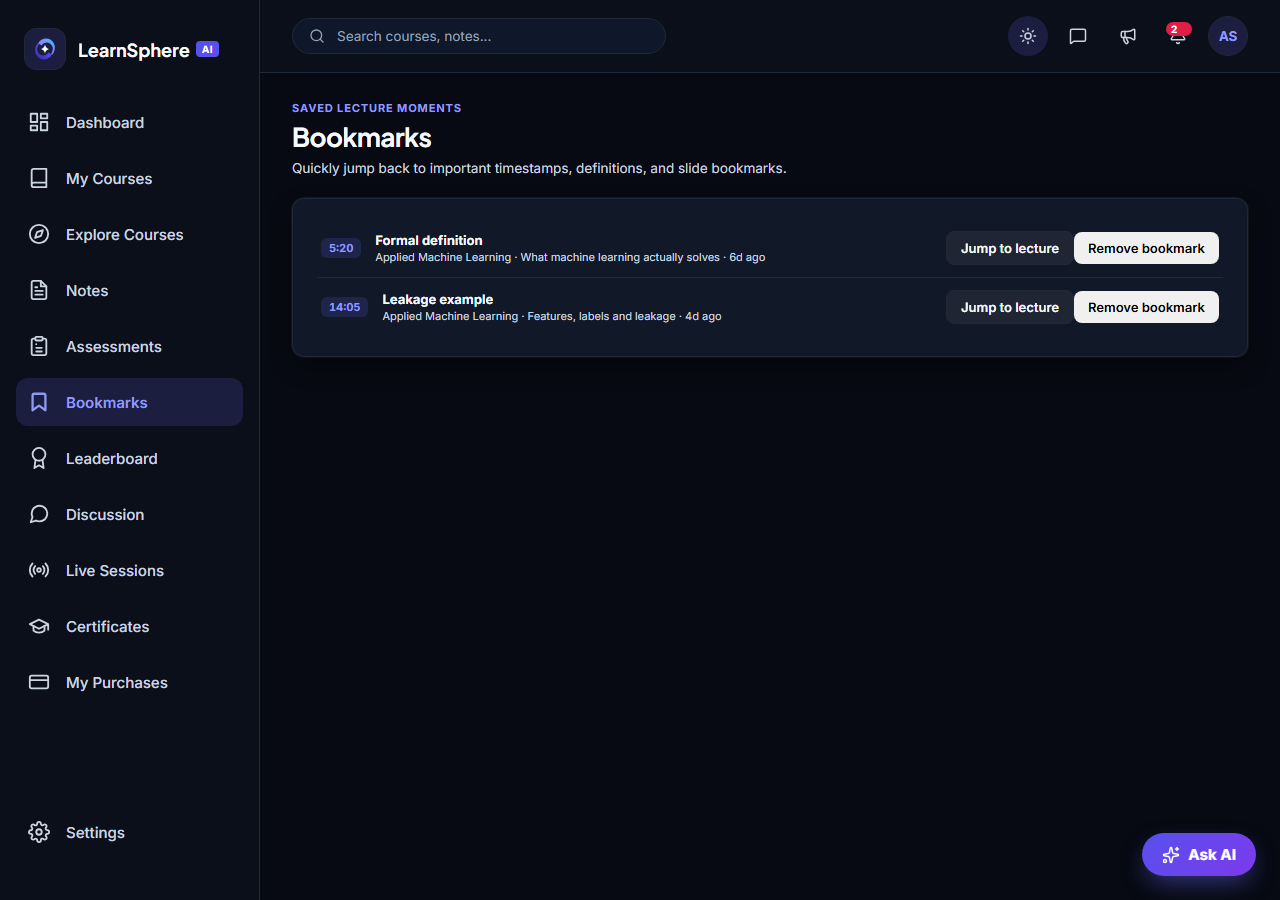 LearnSphere AI
Search courses, notes...
2
AS
Dashboard
My Courses
Explore Courses
Notes
Assessments
Bookmarks
Leaderboard
Discussion
Live Sessions
Certificates
My Purchases
Settings
SAVED LECTURE MOMENTS
Bookmarks
Quickly jump back to important timestamps, definitions, and slide bookmarks.
5:20
Formal definition
Applied Machine Learning · What machine learning actually solves · 6d ago
Jump to lecture
Remove bookmark
14:05
Leakage example
Applied Machine Learning · Features, labels and leakage · 4d ago
Jump to lecture
Remove bookmark
Ask AI